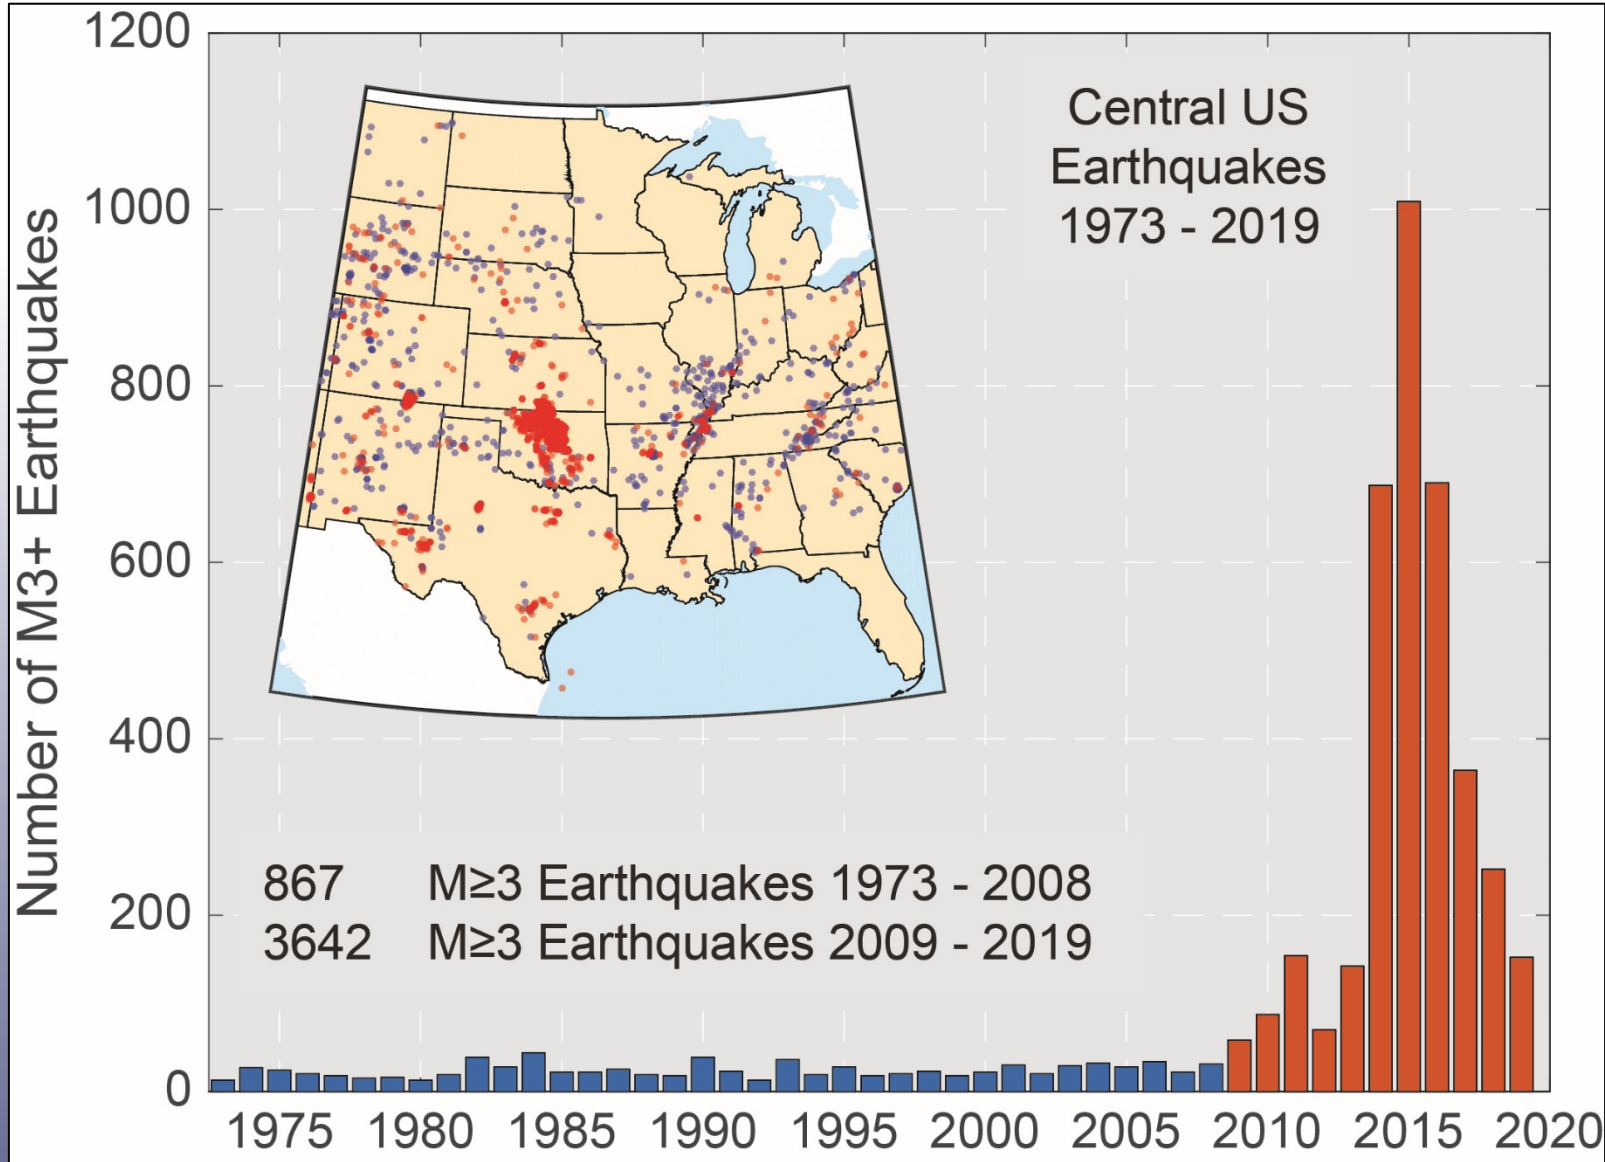 Number of M3+ Earthquakes
1200
1000
800
600
400
200
0
Central US
Earthquakes
1973 - 2019
867 M≥3 Earthquakes 1973 - 2008
3642 M≥3 Earthquakes 2009 - 2019
1975 1980 1985 1990 1995 2000 2005 2010 2015 2020